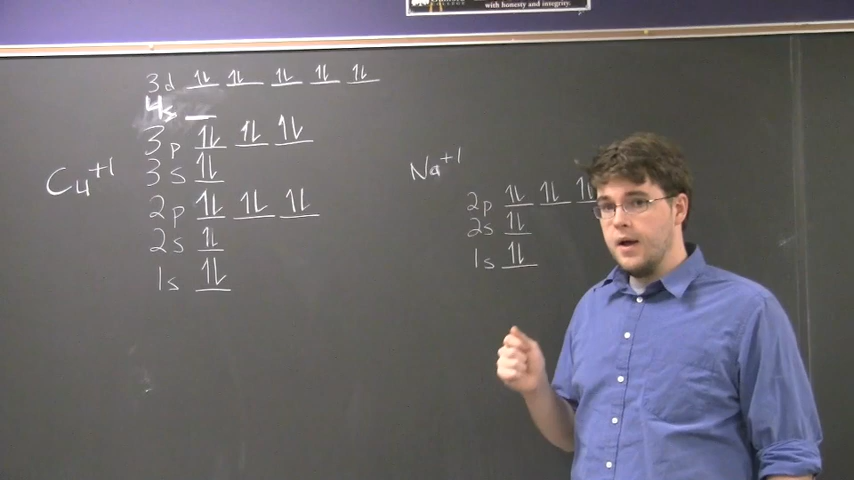 with honesty and integrity.
3d 1l 1l 1l 1l 1l
4s
3p 1l 1l 1l
Cu+1
3s 1l
2p 1l 1l 1l
2s 1l
1s 1l
Na+1
2p 1l 1l 1l
2s 1l
1s 1l